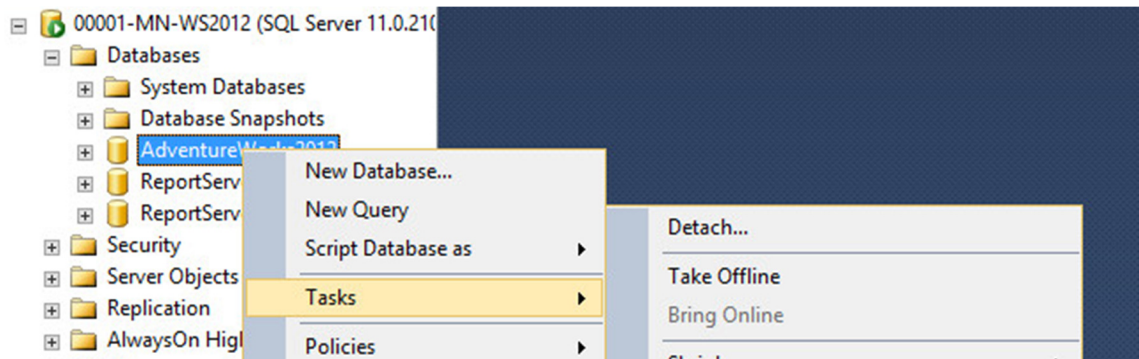 00001-MN-WS2012 (SQL Server 11.0.210
Databases
System Databases
Database Snapshots
AdventureWorks2012
ReportServ
ReportServ
Security
Server Objects
Replication
AlwaysOn High
New Database...
New Query
Script Database as
Tasks
Policies
Detach...
Take Offline
Bring Online